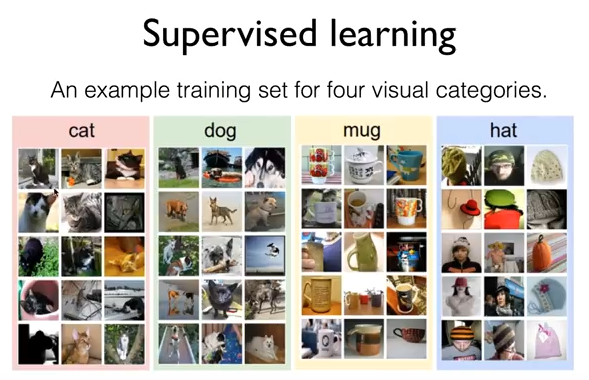 Supervised learning
An example training set for four visual categories.
cat
dog
mug
hat